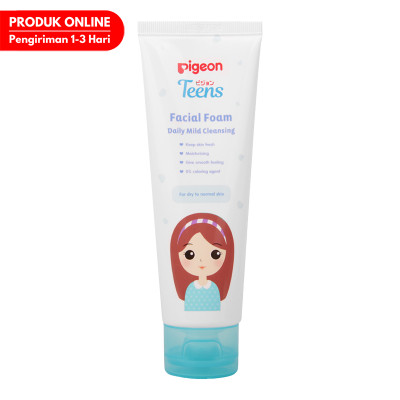 PRODUK ONLINE
Pengiriman 1-3 Hari
Pigeon
ピジョン
Teens
Facial Foam
Daily Mild Cleansing
Keep skin fresh
Moisturizing
Give smooth feeling
0% calming agent
For dry to normal skin